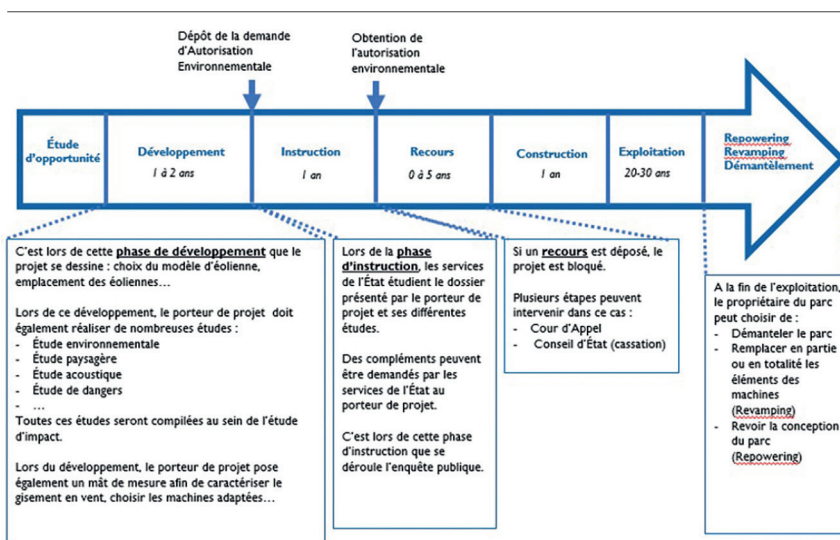 Dépôt de la demande
d'Autorisation
Environnementale
Obtention de
l'autorisation
environnementale
Étude
d'opportunité
Développement
1 à 2 ans
Instruction
1 an
Recours
0 à 5 ans
Construction
1 an
Exploitation
20-30 ans
Repowering
Revamping
Démantèlement
C'est lors de cette phase de développement que le
projet se dessine : choix du modèle d'éolienne,
emplacement des éoliennes…
Lors de ce développement, le porteur de projet doit
également réaliser de nombreuses études :
- Étude environnementale
- Étude paysagère
- Étude acoustique
- Étude de dangers
- …
Toutes ces études seront compilées au sein de l'étude
d'impact.
Lors du développement, le porteur de projet pose
également un mât de mesure afin de caractériser le
gisement en vent, choisir les machines adaptées…
Lors de la phase
d'instruction, les services
de l'État étudient le dossier
présenté par le porteur de
projet et ses différentes
études.
Des compléments peuvent
être demandés par les
services de l'État au
porteur de projet.
C'est lors de cette phase
d'instruction que se
déroule l'enquête publique.
Si un recours est déposé, le
projet est bloqué.
Plusieurs étapes peuvent
intervenir dans ce cas :
- Cour d'Appel
- Conseil d'État (cassation)
A la fin de l'exploitation,
le propriétaire du parc
peut choisir de :
- Démanteler le parc
- Remplacer en partie
ou en totalité les
éléments des
machines
(Revamping)
- Revoir la conception
du parc
(Repowering)